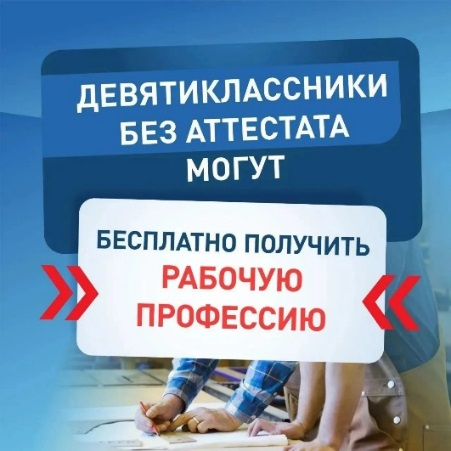 ДЕВЯТИКЛАССНИКИ
БЕЗ АТТЕСТАТА
МОГУТ
БЕСПЛАТНО ПОЛУЧИТЬ
РАБОЧУЮ
ПРОФЕССИЮ